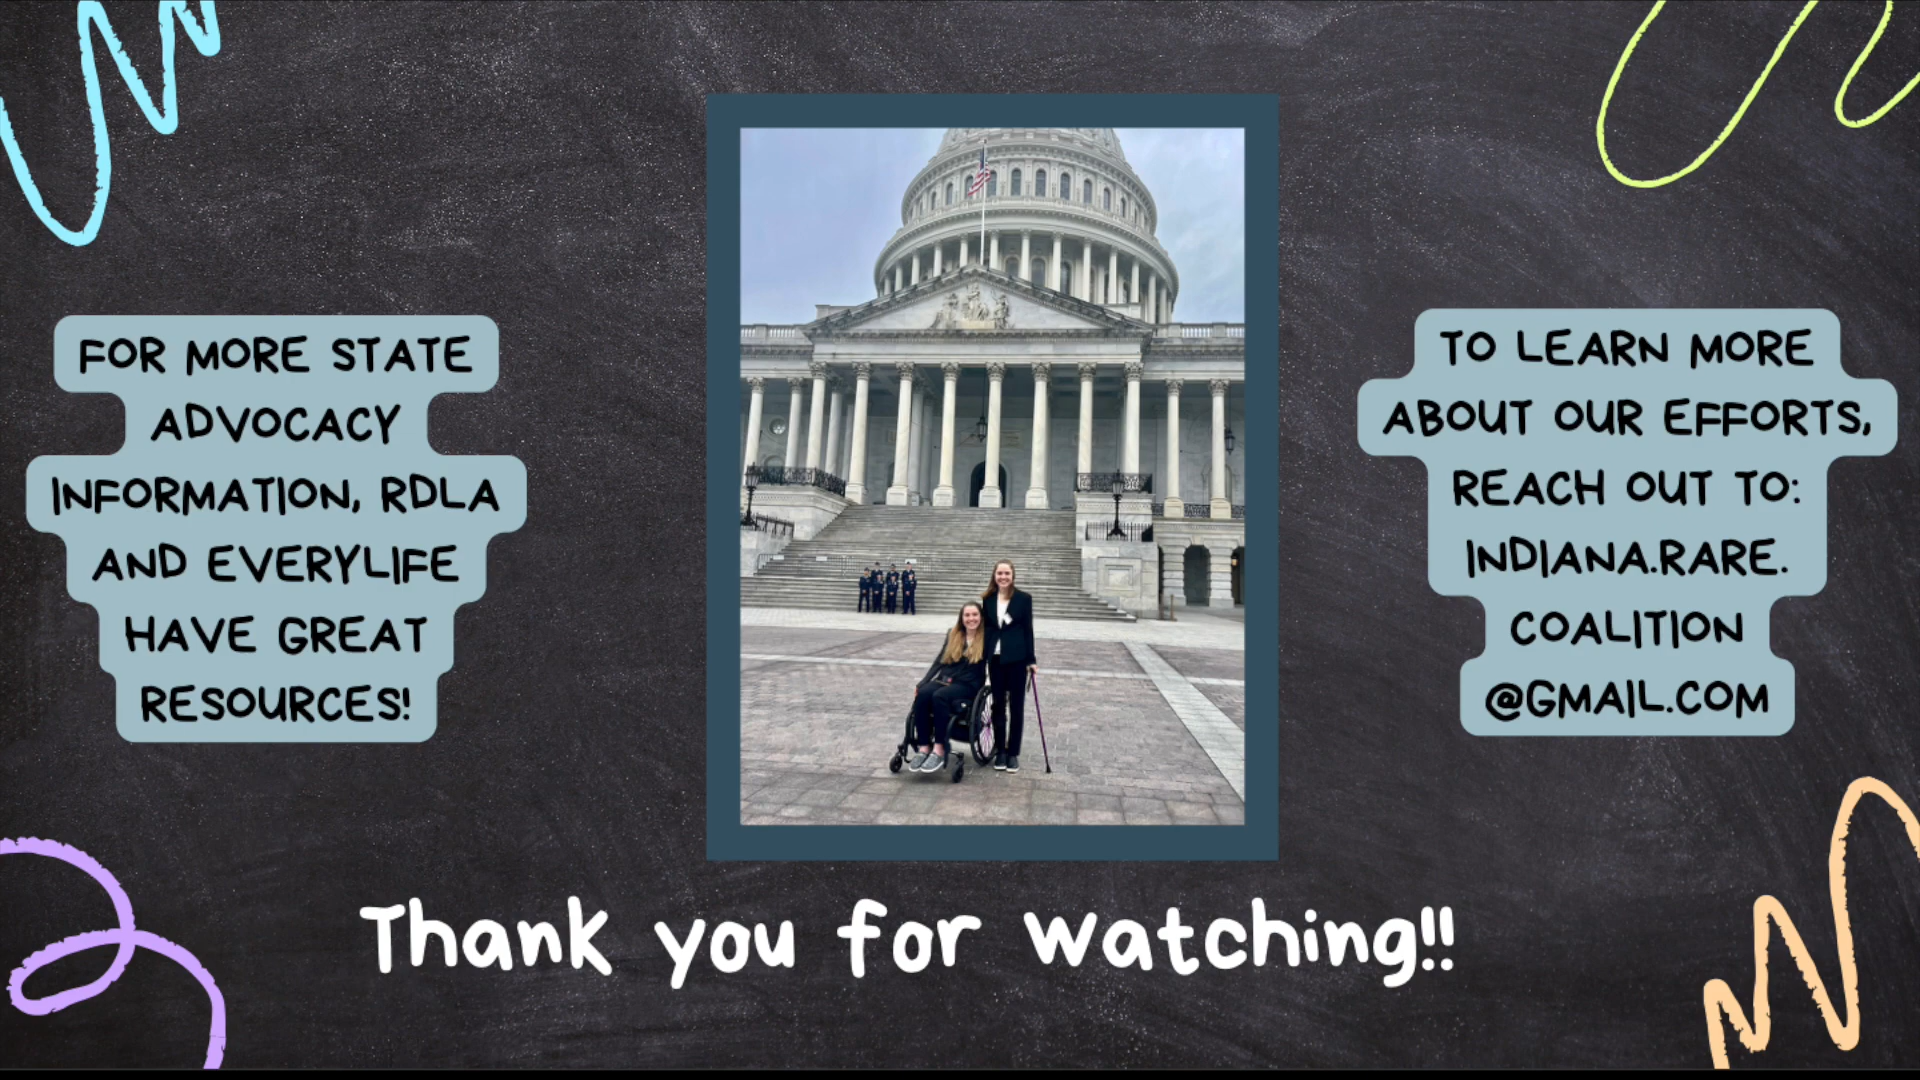 FOR MORE STATE
ADVOCACY
INFORMATION, RDLA
AND EVERYLIFE
HAVE GREAT
RESOURCES!
TO LEARN MORE
ABOUT OUR EFFORTS,
REACH OUT TO:
INDIANA.RARE.
COALITION
@GMAIL.COM
Thank you for watching!!